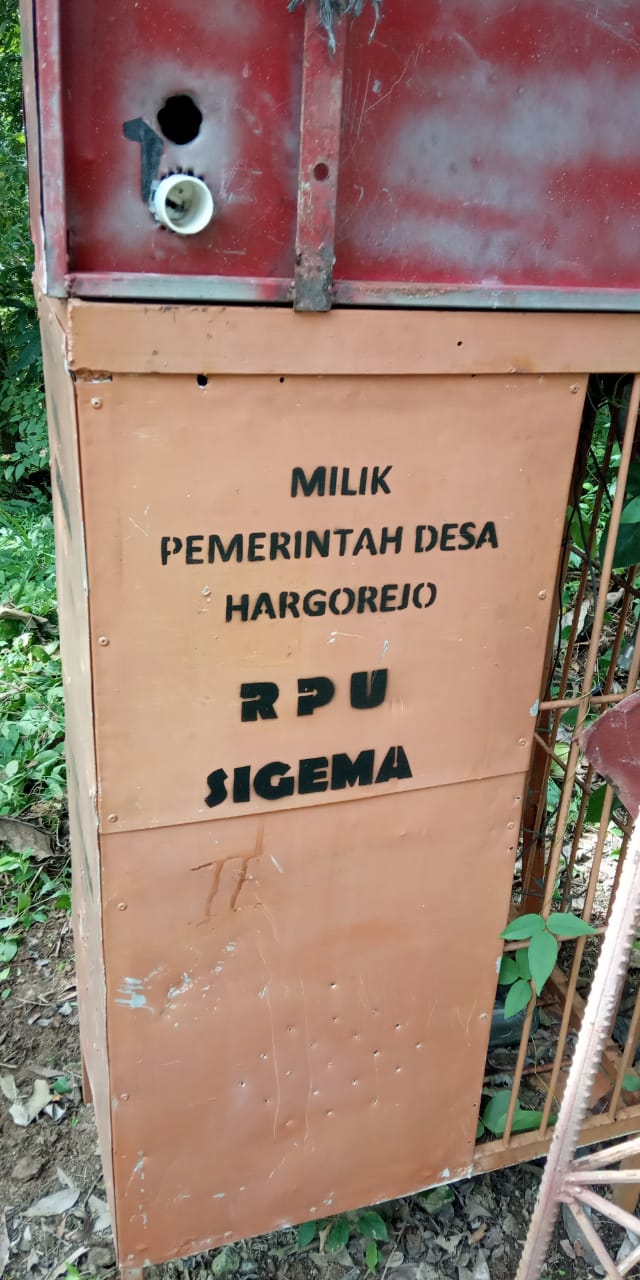 MILIK
PEMERINTAH DESA
HARGOREJO
RPU
SIGEMA